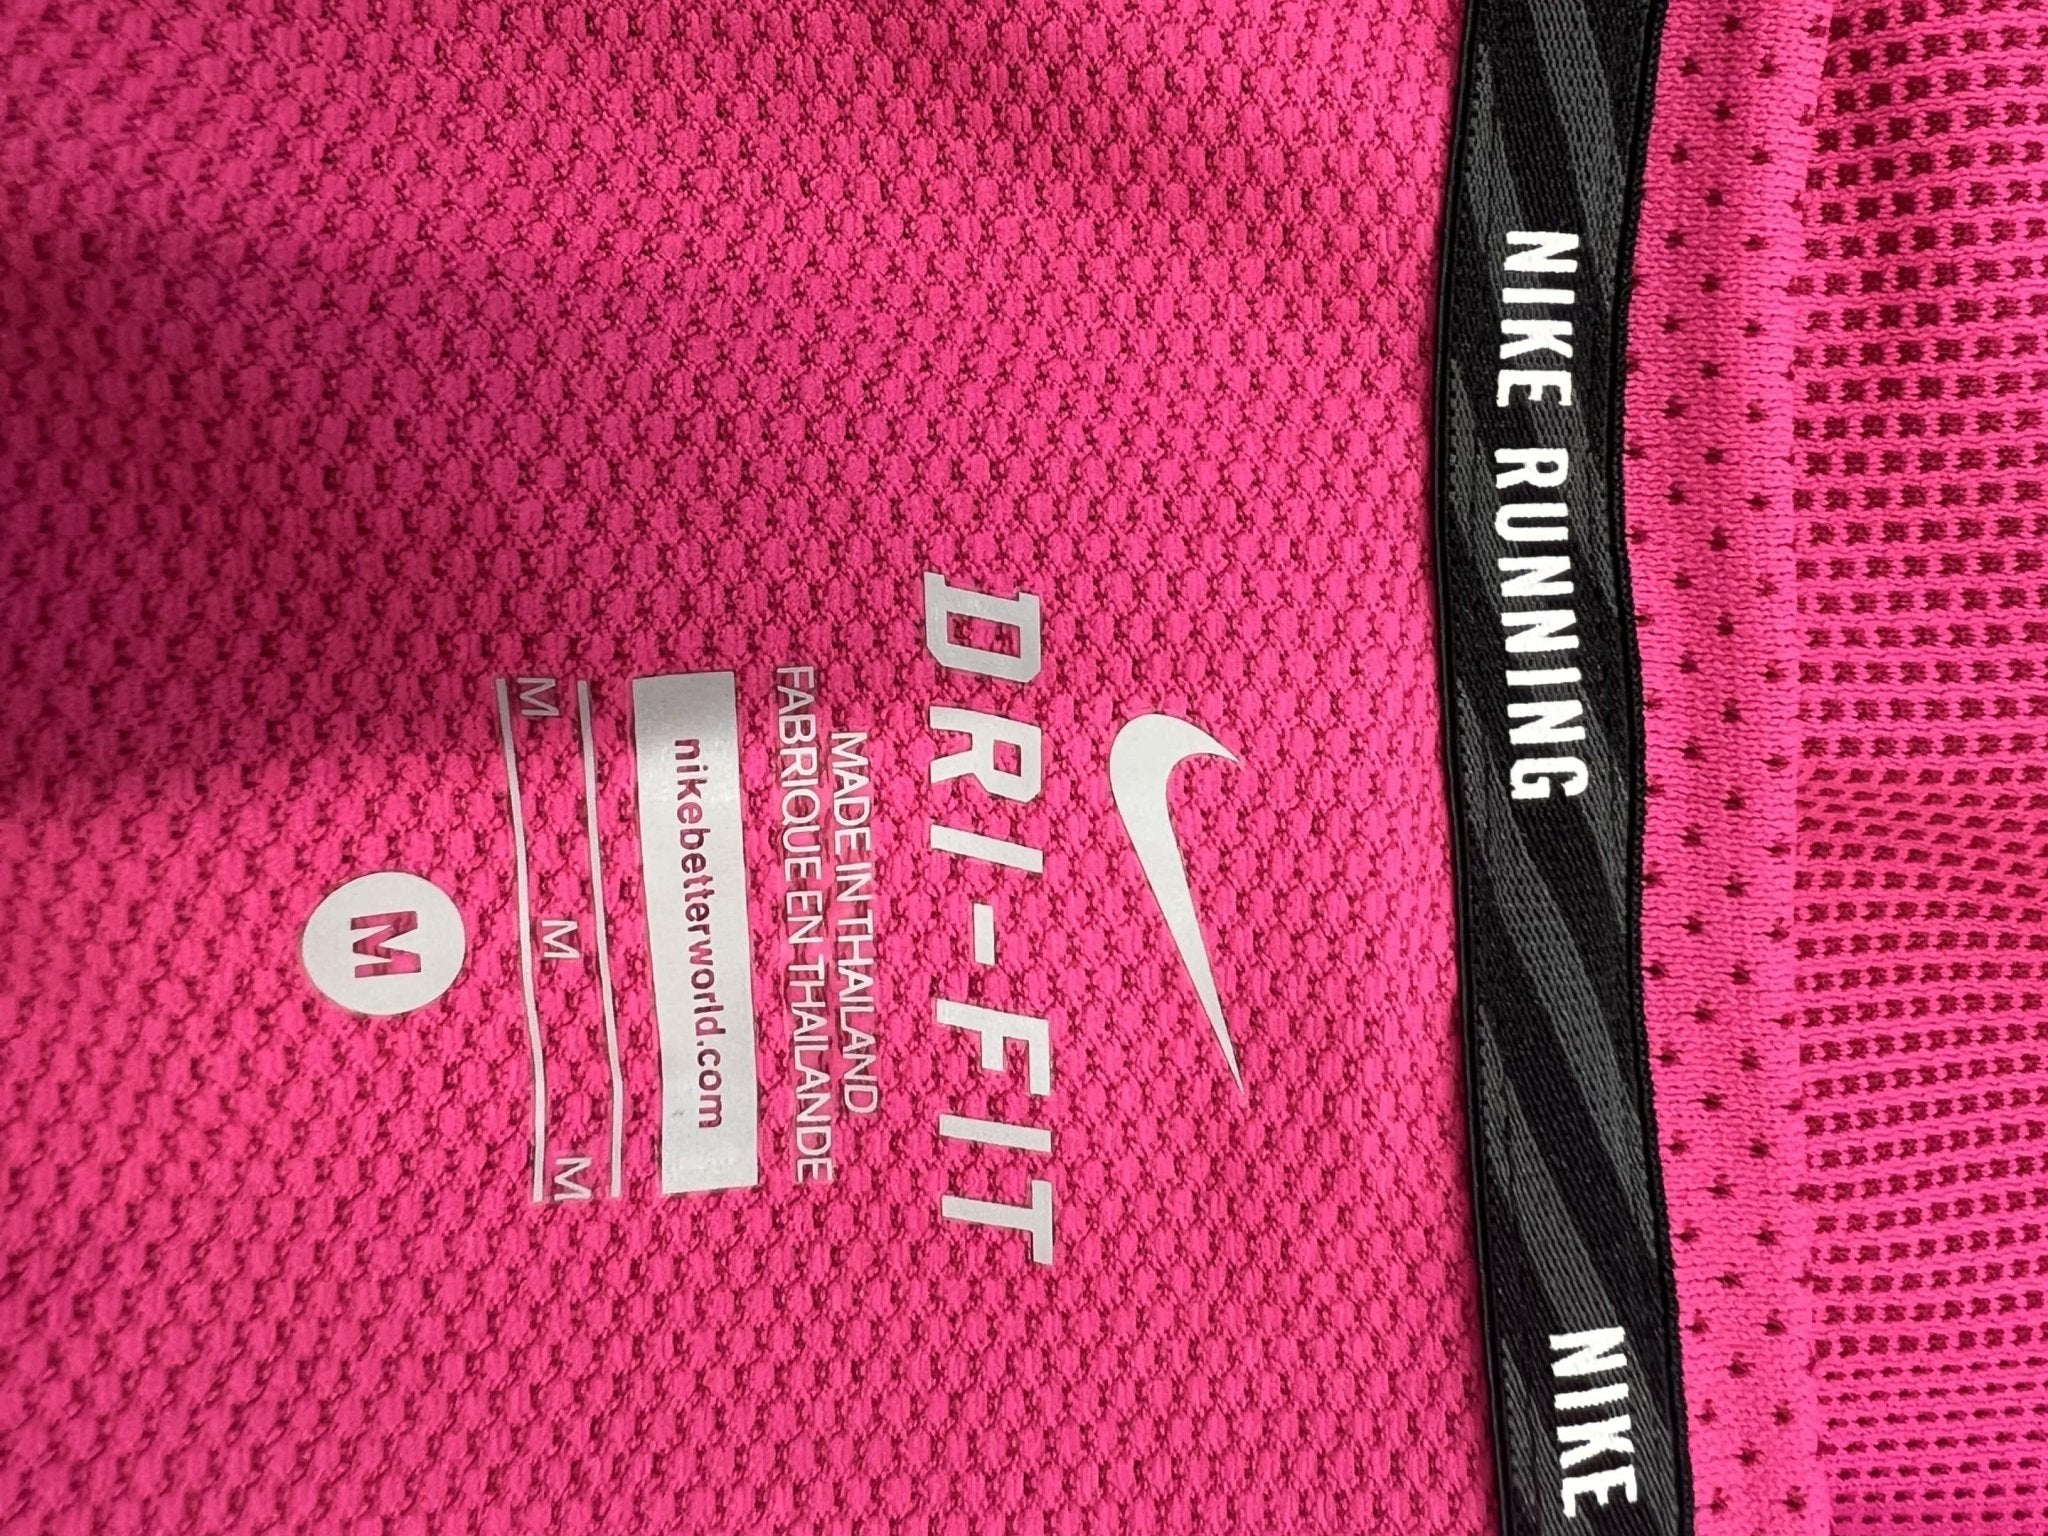 NIKE RUNNING NIKE
DRI-FIT
MADE IN THAILAND
FABRIQUE EN THAILANDE
nikebetterworld.com
M M M
M